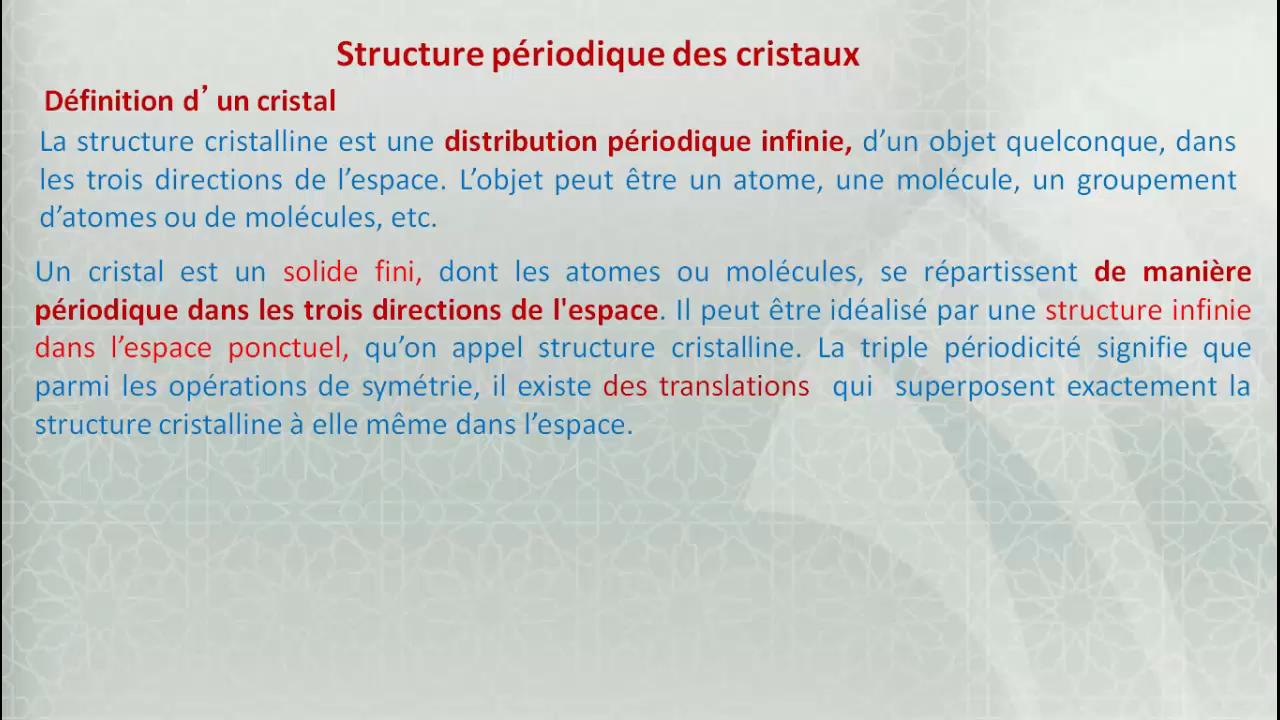 Structure périodique des cristaux
Définition d’ un cristal
La structure cristalline est une distribution périodique infinie, d’un objet quelconque, dans
les trois directions de l’espace. L’objet peut être un atome, une molécule, un groupement
d’atomes ou de molécules, etc.
Un cristal est un solide fini, dont les atomes ou molécules, se répartissent de manière
périodique dans les trois directions de l'espace. Il peut être idéalisé par une structure infinie
dans l’espace ponctuel, qu’on appel structure cristalline. La triple périodicité signifie que
parmi les opérations de symétrie, il existe des translations qui superposent exactement la
structure cristalline à elle même dans l’espace.